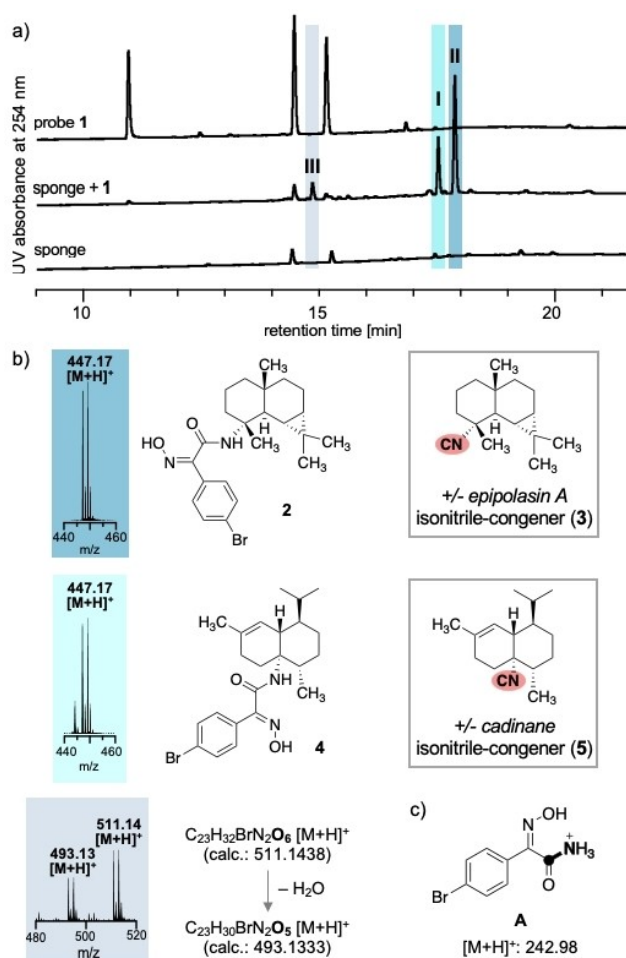 a)
UV absorbance at 254 nm
probe 1
sponge + 1
sponge
III
I
II
10
15
20
retention time [min]
b)
447.17
[M+H]+
440
460
m/z
CH3
H
O
NH
CH3
CH3
CH3
HO
N
Br
2
CH3
H
CN
CH3
CH3
CH3
+/- epipolasin A
isonitrile-congener (3)
447.17
[M+H]+
440
460
m/z
H3C
H
NH
CH3
O
N
OH
Br
4
H3C
H
CN
CH3
+/- cadinane
isonitrile-congener (5)
511.14
[M+H]+
493.13
[M+H]+
480
500
520
m/z
C23H32BrN2O6 [M+H]+
(calc.: 511.1438)
– H2O
C23H30BrN2O5 [M+H]+
(calc.: 493.1333)
c)
OH
N
+
NH3
O
Br
A
[M+H]+: 242.98